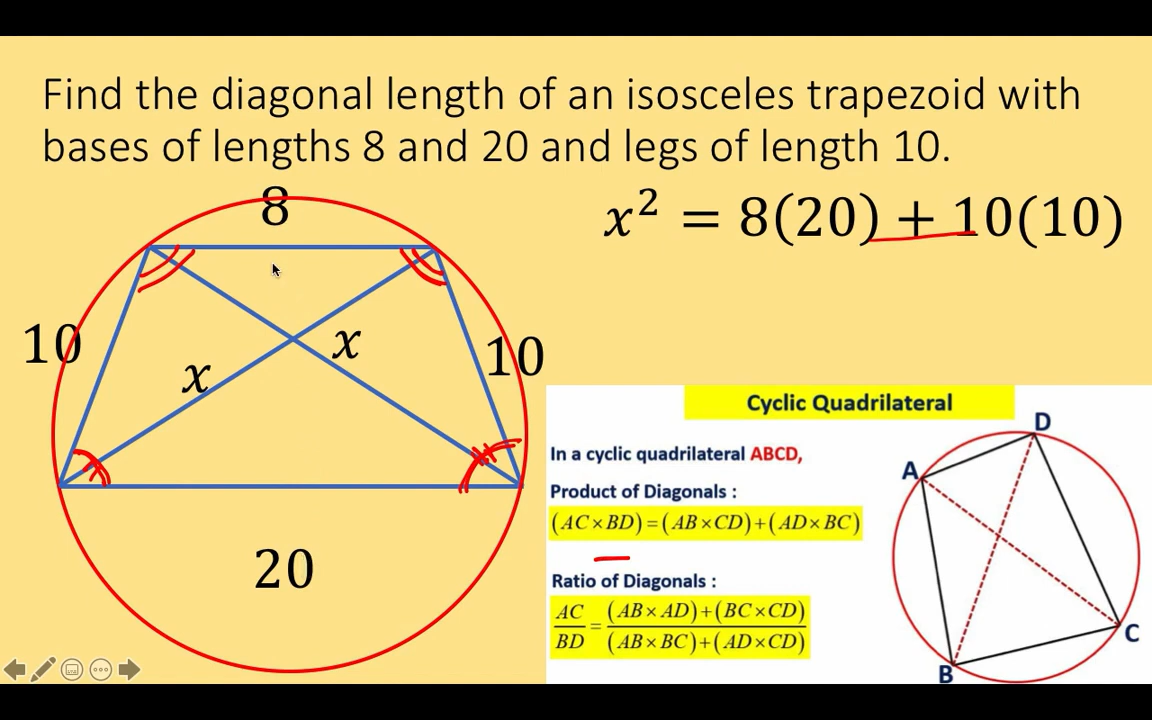 Find the diagonal length of an isosceles trapezoid with
bases of lengths 8 and 20 and legs of length 10.
8
x² = 8(20) + 10(10)
10
x
x
10
20
Cyclic Quadrilateral
In a cyclic quadrilateral ABCD,
Product of Diagonals :
(AC×BD)=(AB×CD)+(AD×BC)
Ratio of Diagonals :
AC/BD = (AB×AD)+(BC×CD)/(AB×BC)+(AD×CD)
D
A
C
B